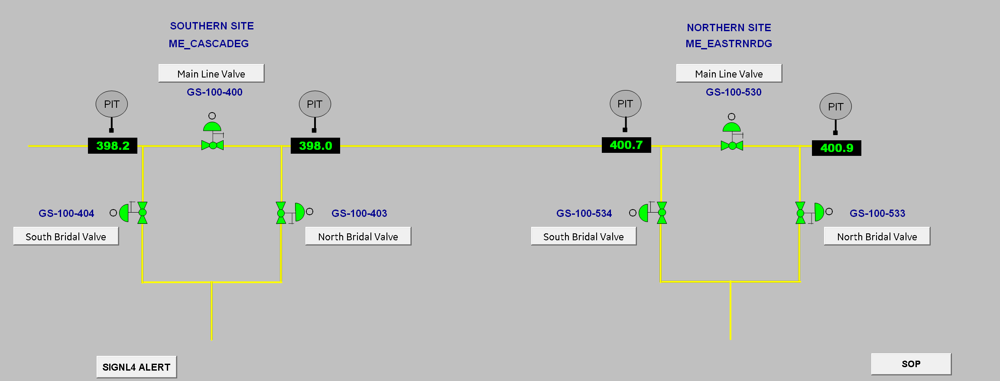 SOUTHERN SITE
ME_CASCADEG
Main Line Valve
GS-100-400
PIT
PIT
398.2
398.0
GS-100-404
South Bridal Valve
GS-100-403
North Bridal Valve
NORTHERN SITE
ME_EASTRNRDG
Main Line Valve
GS-100-530
PIT
PIT
400.7
400.9
GS-100-534
South Bridal Valve
GS-100-533
North Bridal Valve
SIGNL4 ALERT
SOP